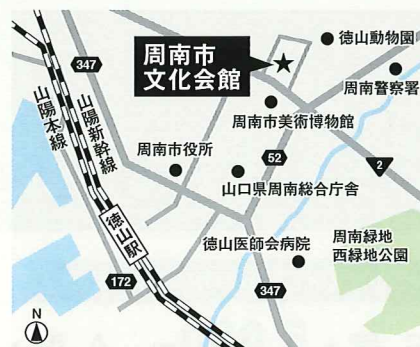 徳山動物園
347
周南市
文化会館
周南警察署
山陽新幹線
山陽本線
周南市美術博物館
周南市役所
52
2
山口県周南総合庁舎
徳山駅
徳山医師会病院
周南緑地
西緑地公園
172
347
N